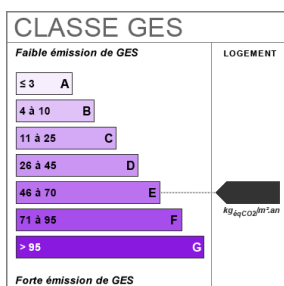 CLASSE GES
Faible émission de GES
LOGEMENT
≤ 3 A
4 à 10 B
11 à 25 C
26 à 45 D
46 à 70 E
kgéqCO2/m².an
71 à 95 F
> 95 G
Forte émission de GES